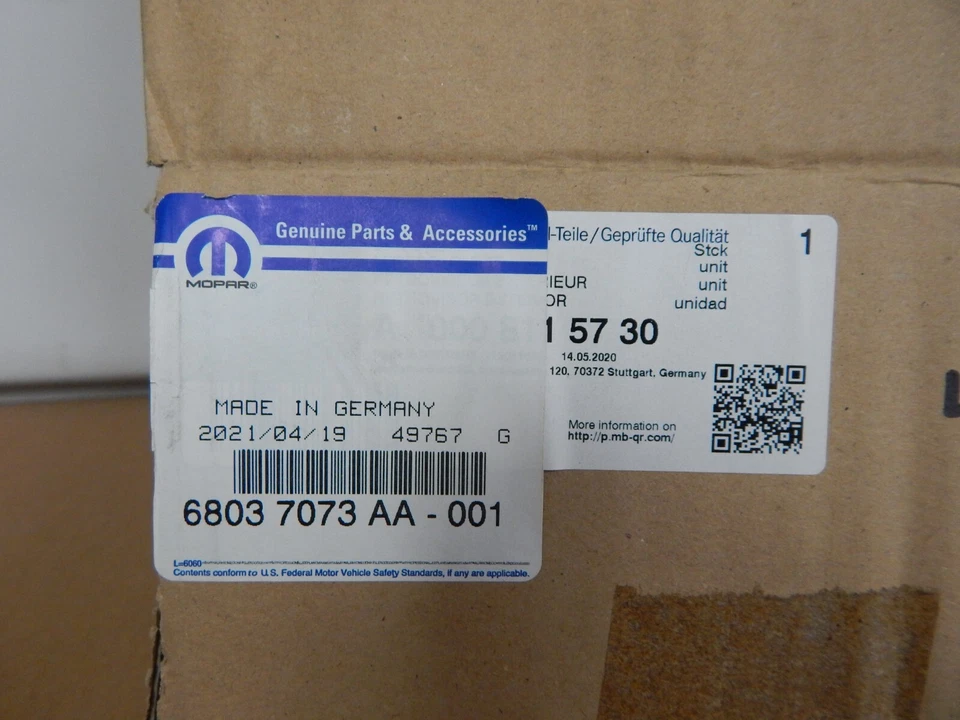 Genuine Parts & Accessories™
MOPAR®
MADE IN GERMANY
2021/04/19 49767 G
6803 7073 AA - 001
L=6060
Contents conform to U.S. Federal Motor Vehicle Safety Standards, if any are applicable.
l-Teile/Geprüfte Qualität 1
Stck
unit
RIEUR unit
OR unidad
1 57 30
14.05.2020
120, 70372 Stuttgart, Germany
More information on
http://p.mb-qr.com/